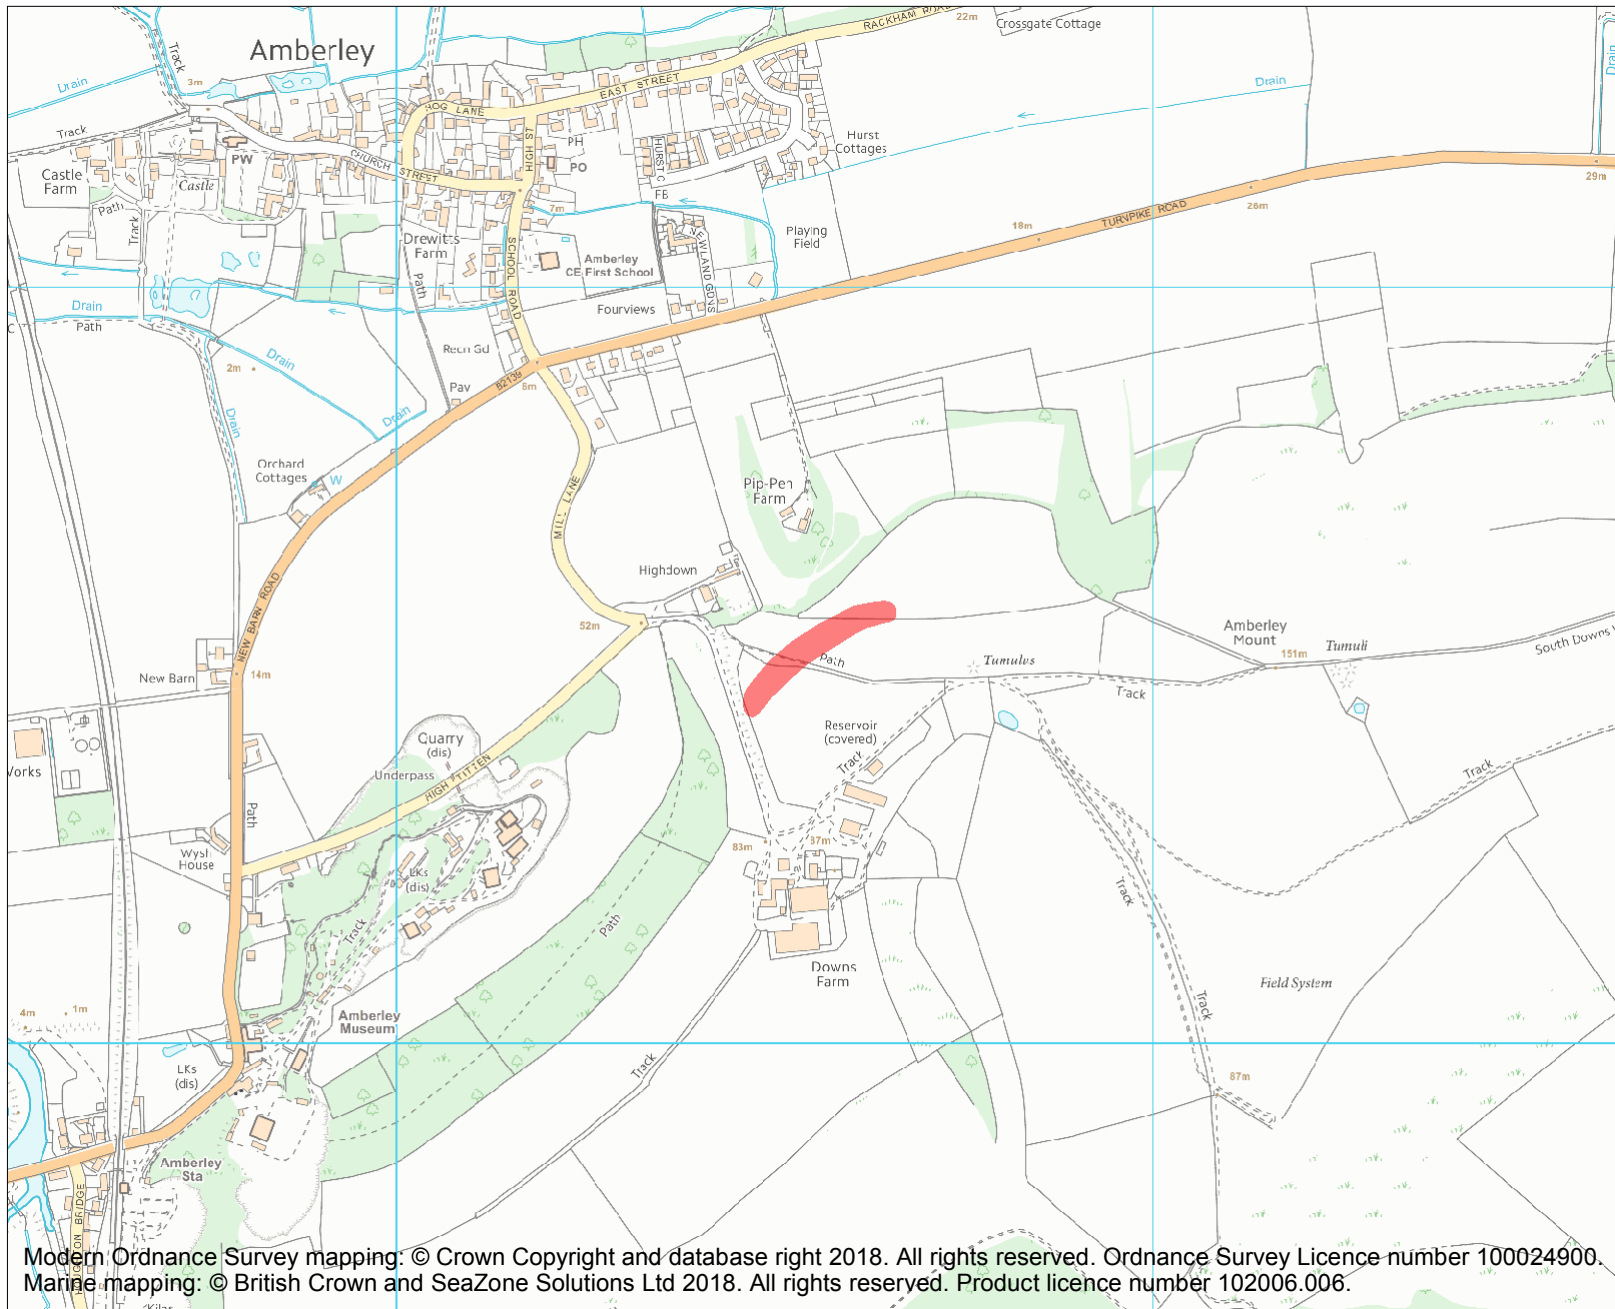 RACKHAM ROAD
22m
Crossgate Cottage
Amberley
Track
3m
Drain
Drain
Drain
EAST STREET
HOG LANE
HIGH ST
PH
PO
Track
PW
CHURCH STREET
Castle
Farm
Castle
Path
Track
Hurst
Cottages
FB
7m
29m
26m
TURNPIKE ROAD
18m
Playing
Field
NEWLAND GDNS
Drewitts
Farm
Path
SCHOOL ROAD
Amberley
CE First School
Fourviews
Drain
Path
Drain
2m
Drain
Drain
Recn Gd
Pav
B2139
8m
Orchard
Cottages
W
MILL LANE
Pip-Pen
Farm
Highdown
52m
NEW BARN ROAD
New Barn
14m
Path
Tumulus
Amberley
Mount
151m
Tumuli
South Downs
Track
Works
Quarry
(dis)
Underpass
HIGH TITTEN
Reservoir
(covered)
Track
Track
Path
Wysh
House
LKs
(dis)
83m
87m
Track
Path
Track
Downs
Farm
Field System
Track
4m
1m
Amberley
Museum
LKs
(dis)
Track
87m
Amberley
Sta
HOUGHTON BRIDGE
Modern Ordnance Survey mapping: © Crown Copyright and database right 2018. All rights reserved. Ordnance Survey Licence number 100024900.
Marine mapping: © British Crown and SeaZone Solutions Ltd 2018. All rights reserved. Product licence number 102006.006.